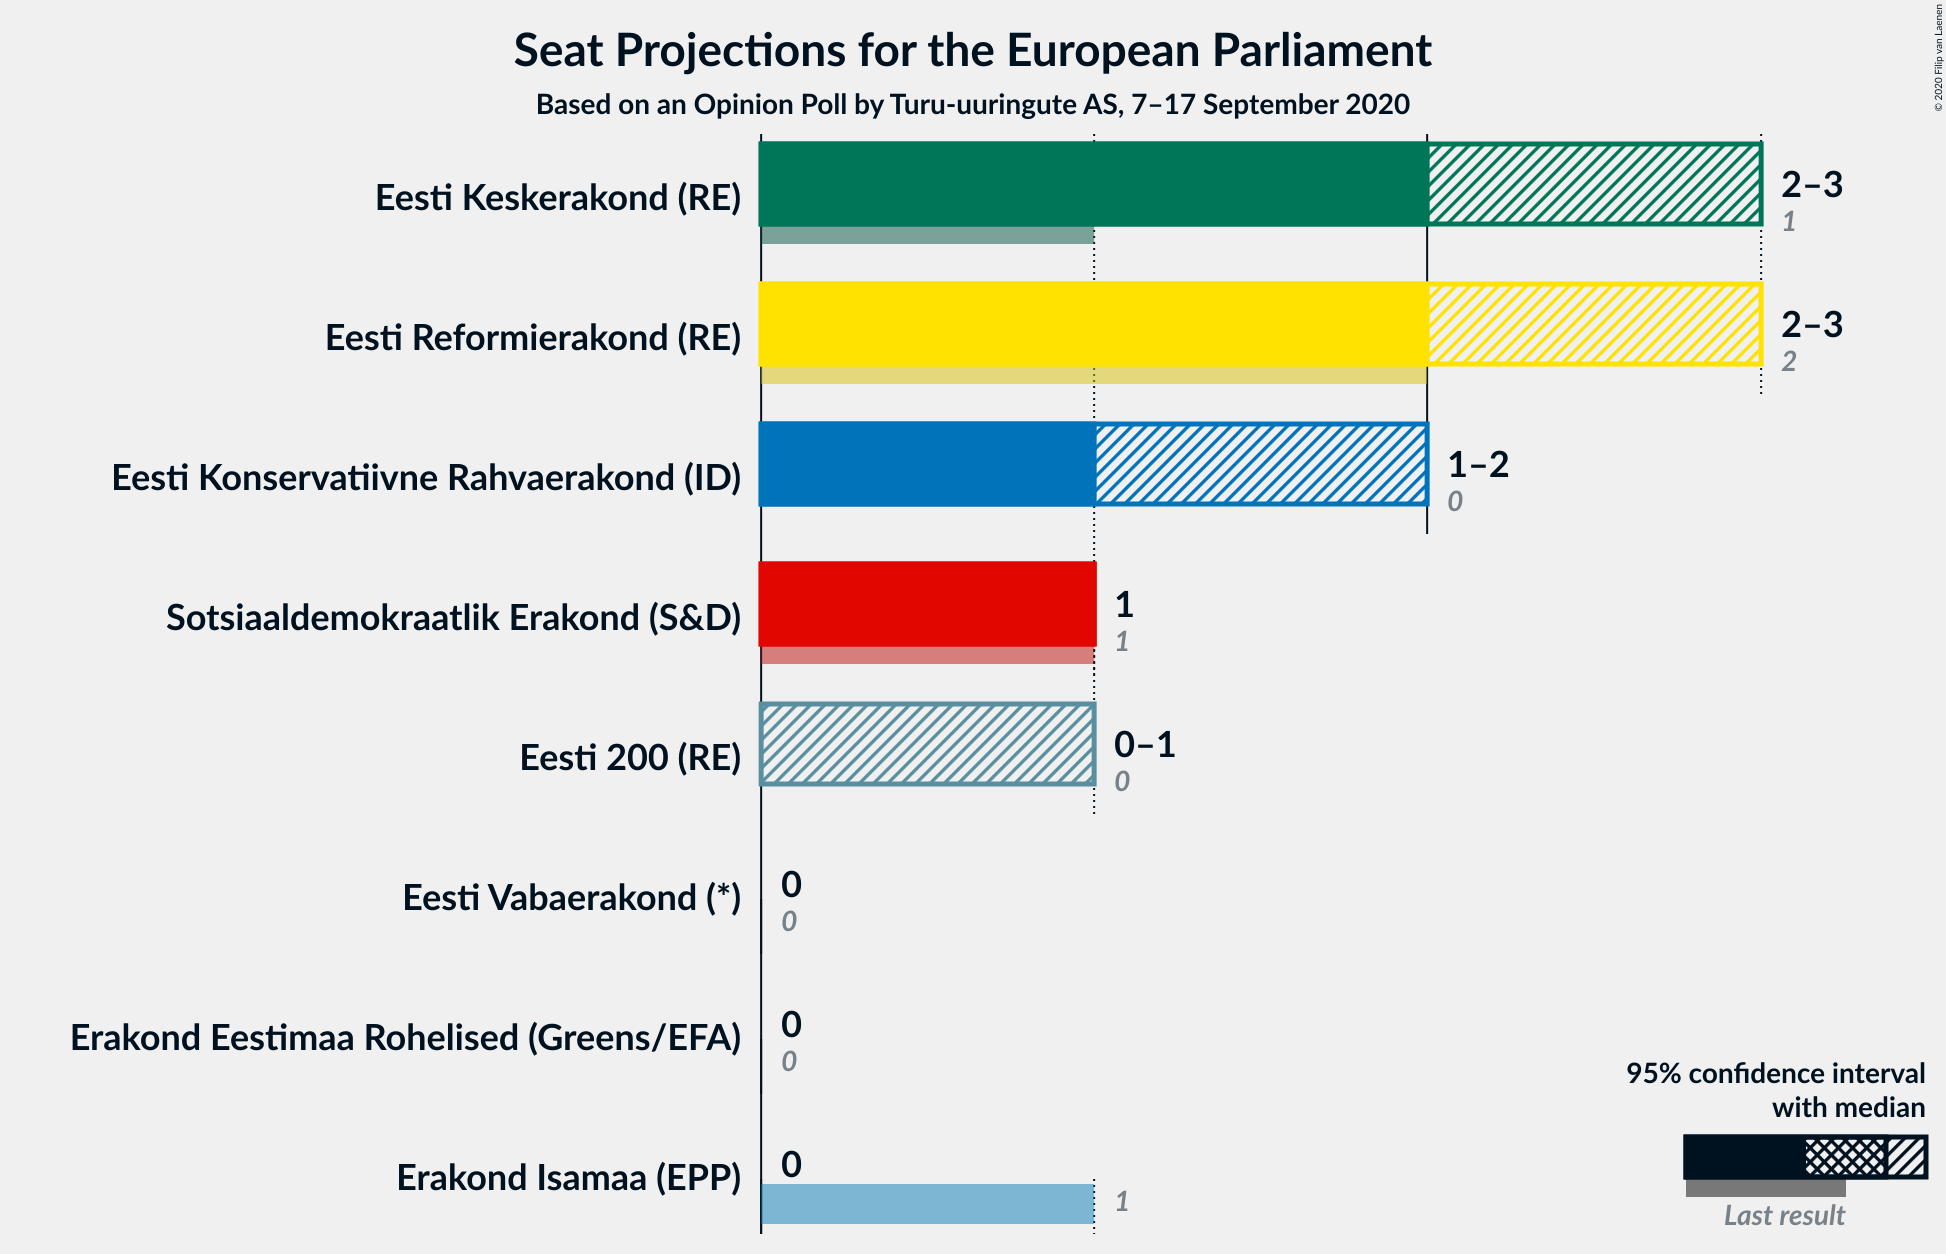 Seat Projections for the European Parliament
Based on an Opinion Poll by Turu-uuringute AS, 7–17 September 2020
© 2020 Filip van Laenen
Eesti Keskerakond (RE)
2–3
1
Eesti Reformierakond (RE)
2–3
2
Eesti Konservatiivne Rahvaerakond (ID)
1–2
0
Sotsiaaldemokraatlik Erakond (S&D)
1
1
Eesti 200 (RE)
0–1
0
Eesti Vabaerakond (*)
0
0
Erakond Eestimaa Rohelised (Greens/EFA)
0
0
Erakond Isamaa (EPP)
0
1
95% confidence interval
with median
Last result